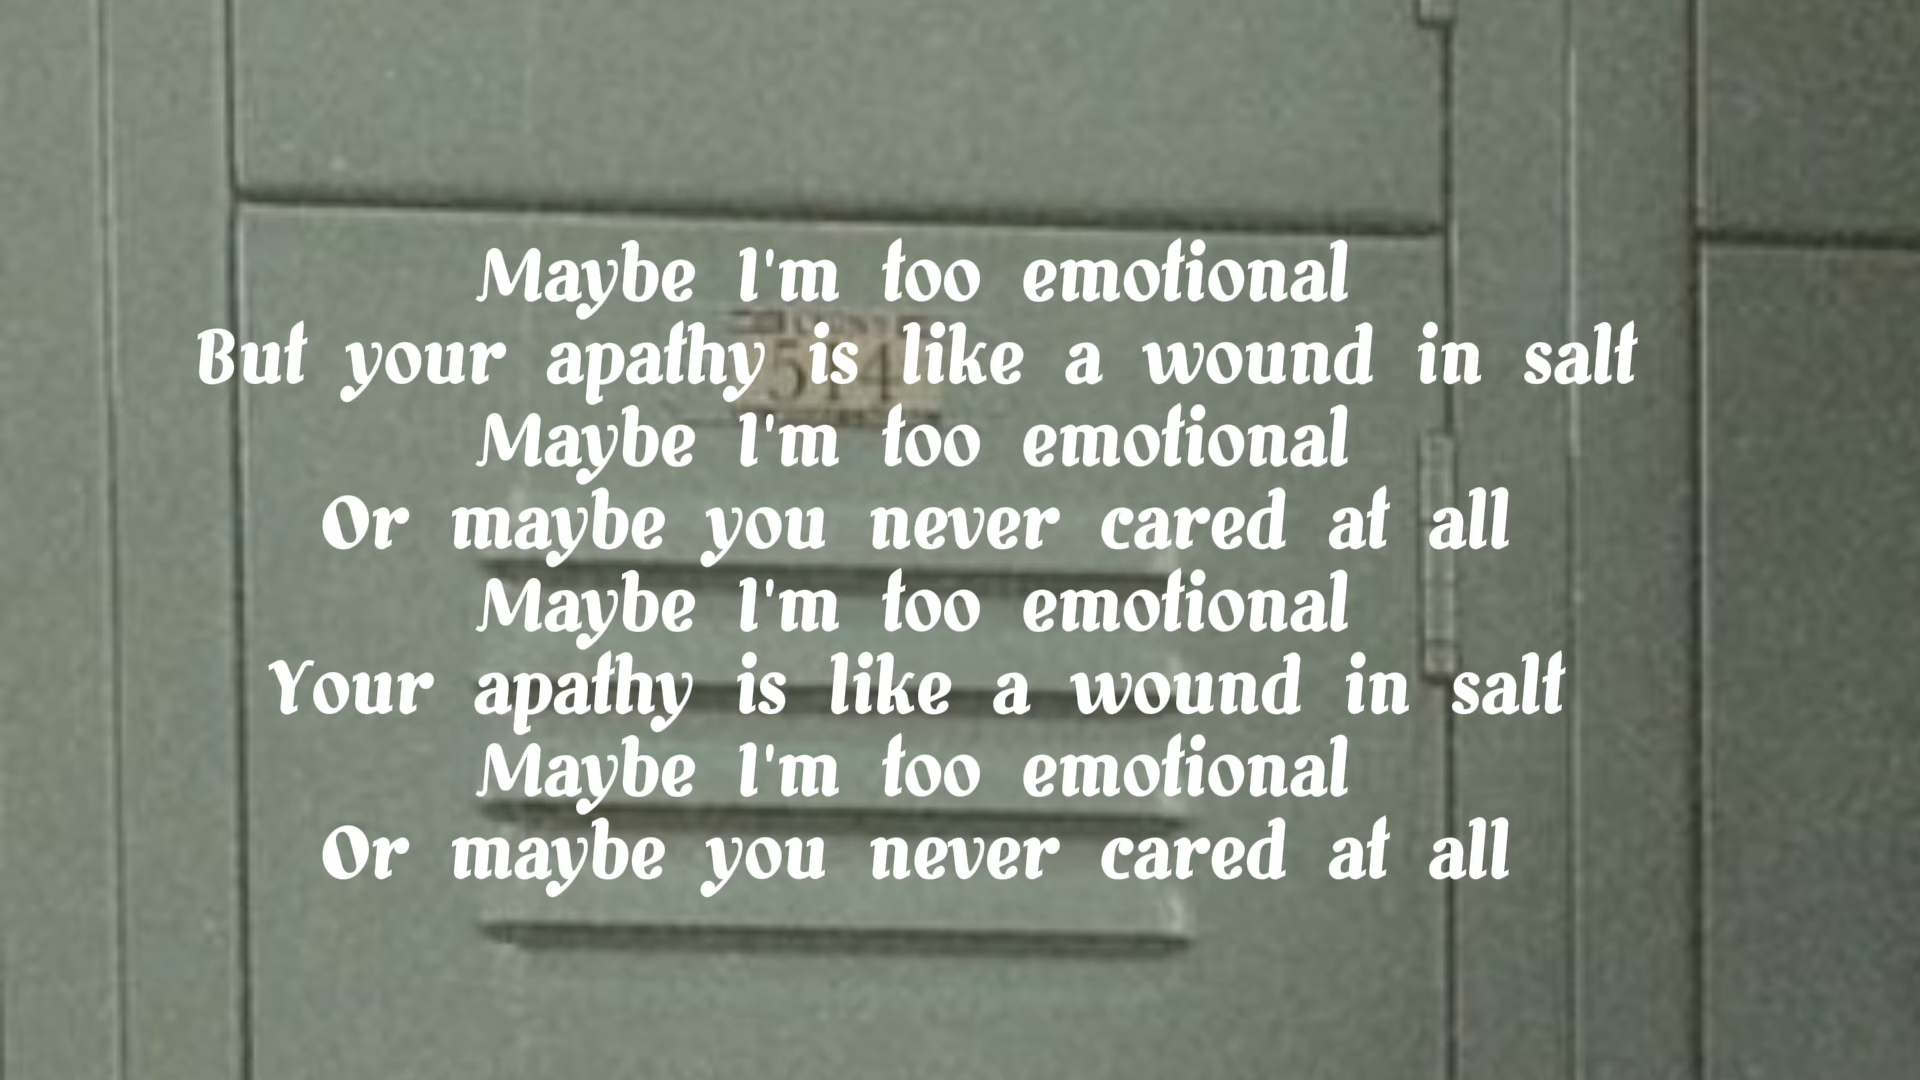 Maybe I'm too emotional
But your apathy is like a wound in salt
Maybe I'm too emotional
Or maybe you never cared at all
Maybe I'm too emotional
Your apathy is like a wound in salt
Maybe I'm too emotional
Or maybe you never cared at all
514